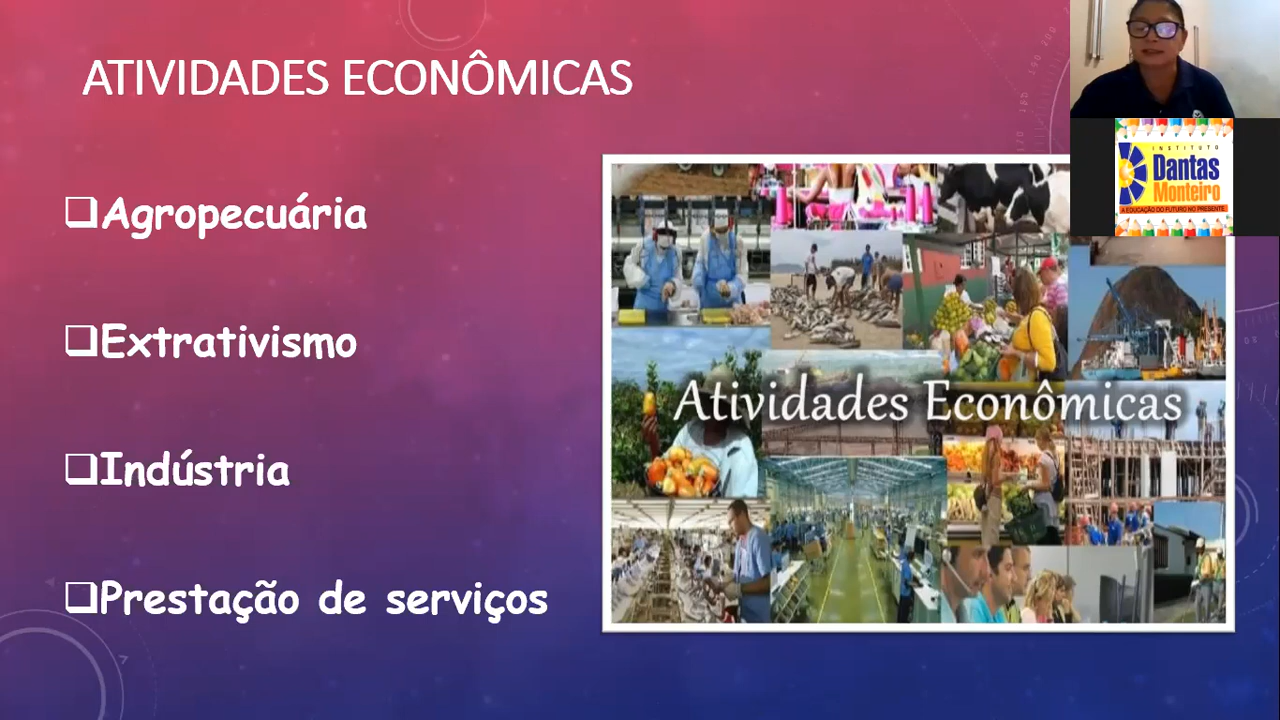 ATIVIDADES ECONÔMICAS
Agropecuária
Extrativismo
Indústria
Prestação de serviços
Atividades Econômicas
INSTITUTO
Dantas
Monteiro
A EDUCAÇÃO DO FUTURO NO PRESENTE